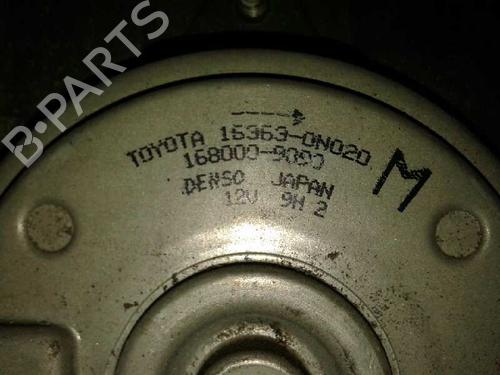 B-PARTS
TOYOTA 16363-0N020
168000-9090
DENSO JAPAN
12V 9H 2
M